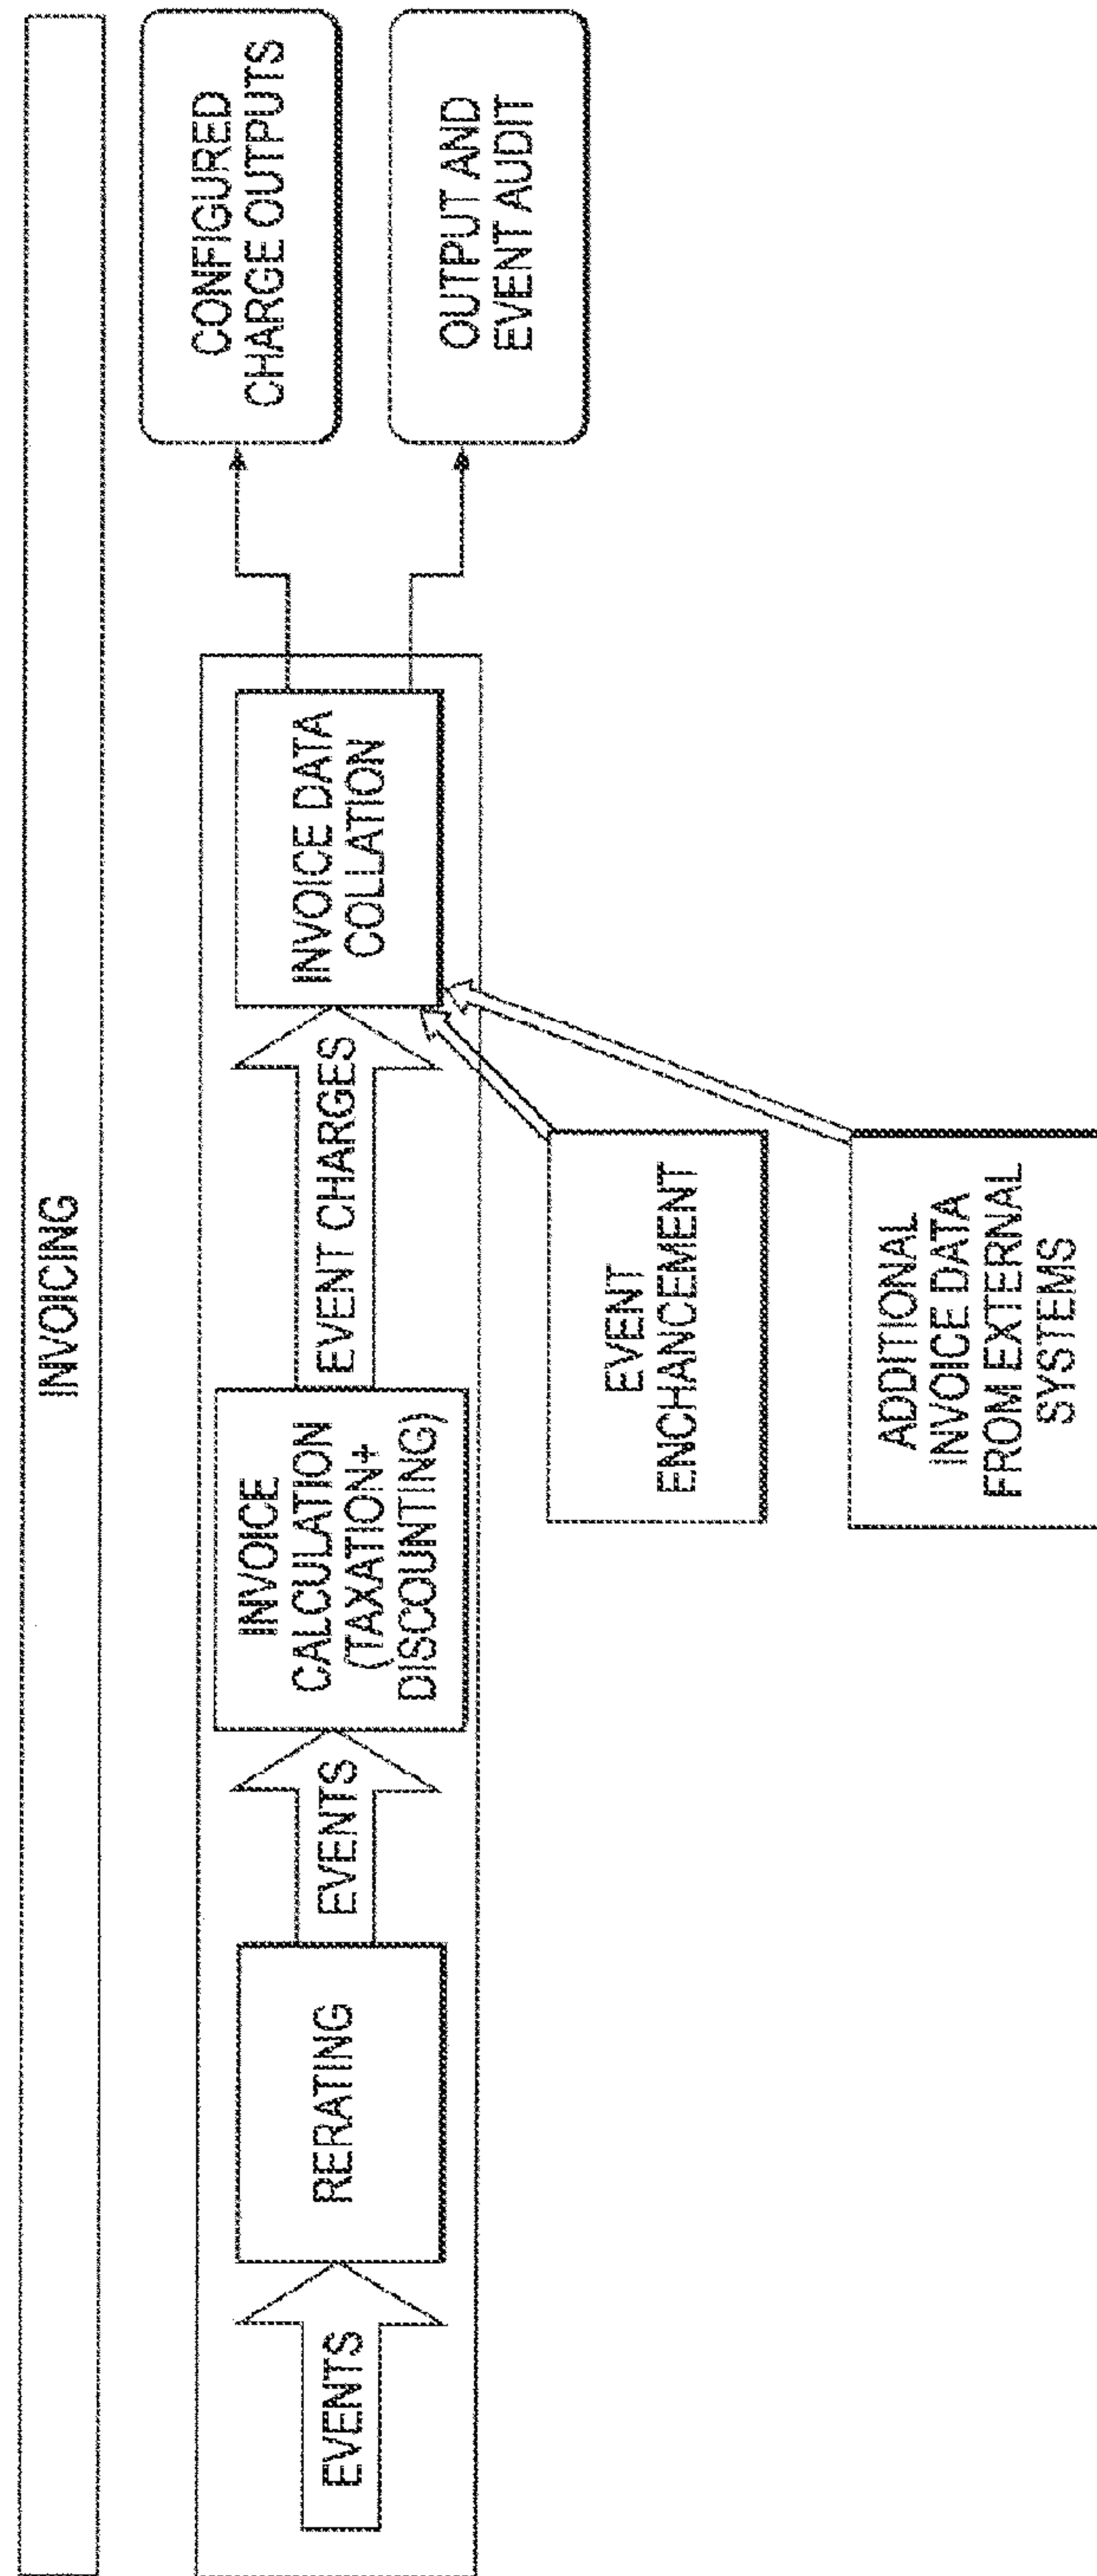 INVOICING
EVENTS
RERATING
EVENTS
INVOICE
CALCULATION
(TAXATION+
DISCOUNTING)
EVENT CHARGES
INVOICE DATA
COLLATION
CONFIGURED
CHARGE OUTPUTS
OUTPUT AND
EVENT AUDIT
EVENT
ENCHANCEMENT
ADDITIONAL
INVOICE DATA
FROM EXTERNAL
SYSTEMS